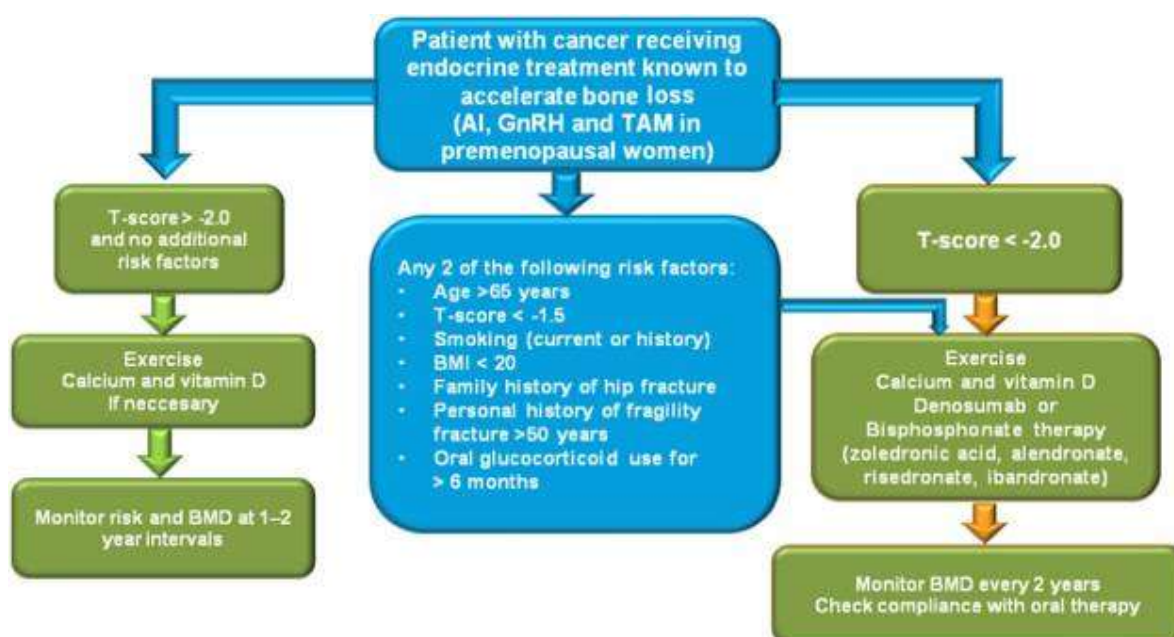 Patient with cancer receiving
endocrine treatment known to
accelerate bone loss
(AI, GnRH and TAM in
premenopausal women)
T-score > -2.0
and no additional
risk factors
Exercise
Calcium and vitamin D
If neccesary
Monitor risk and BMD at 1–2
year intervals
Any 2 of the following risk factors:
• Age >65 years
• T-score < -1.5
• Smoking (current or history)
• BMI < 20
• Family history of hip fracture
• Personal history of fragility
fracture >50 years
• Oral glucocorticoid use for
> 6 months
T-score < -2.0
Exercise
Calcium and vitamin D
Denosumab or
Bisphosphonate therapy
(zoledronic acid, alendronate,
risedronate, ibandronate)
Monitor BMD every 2 years
Check compliance with oral therapy